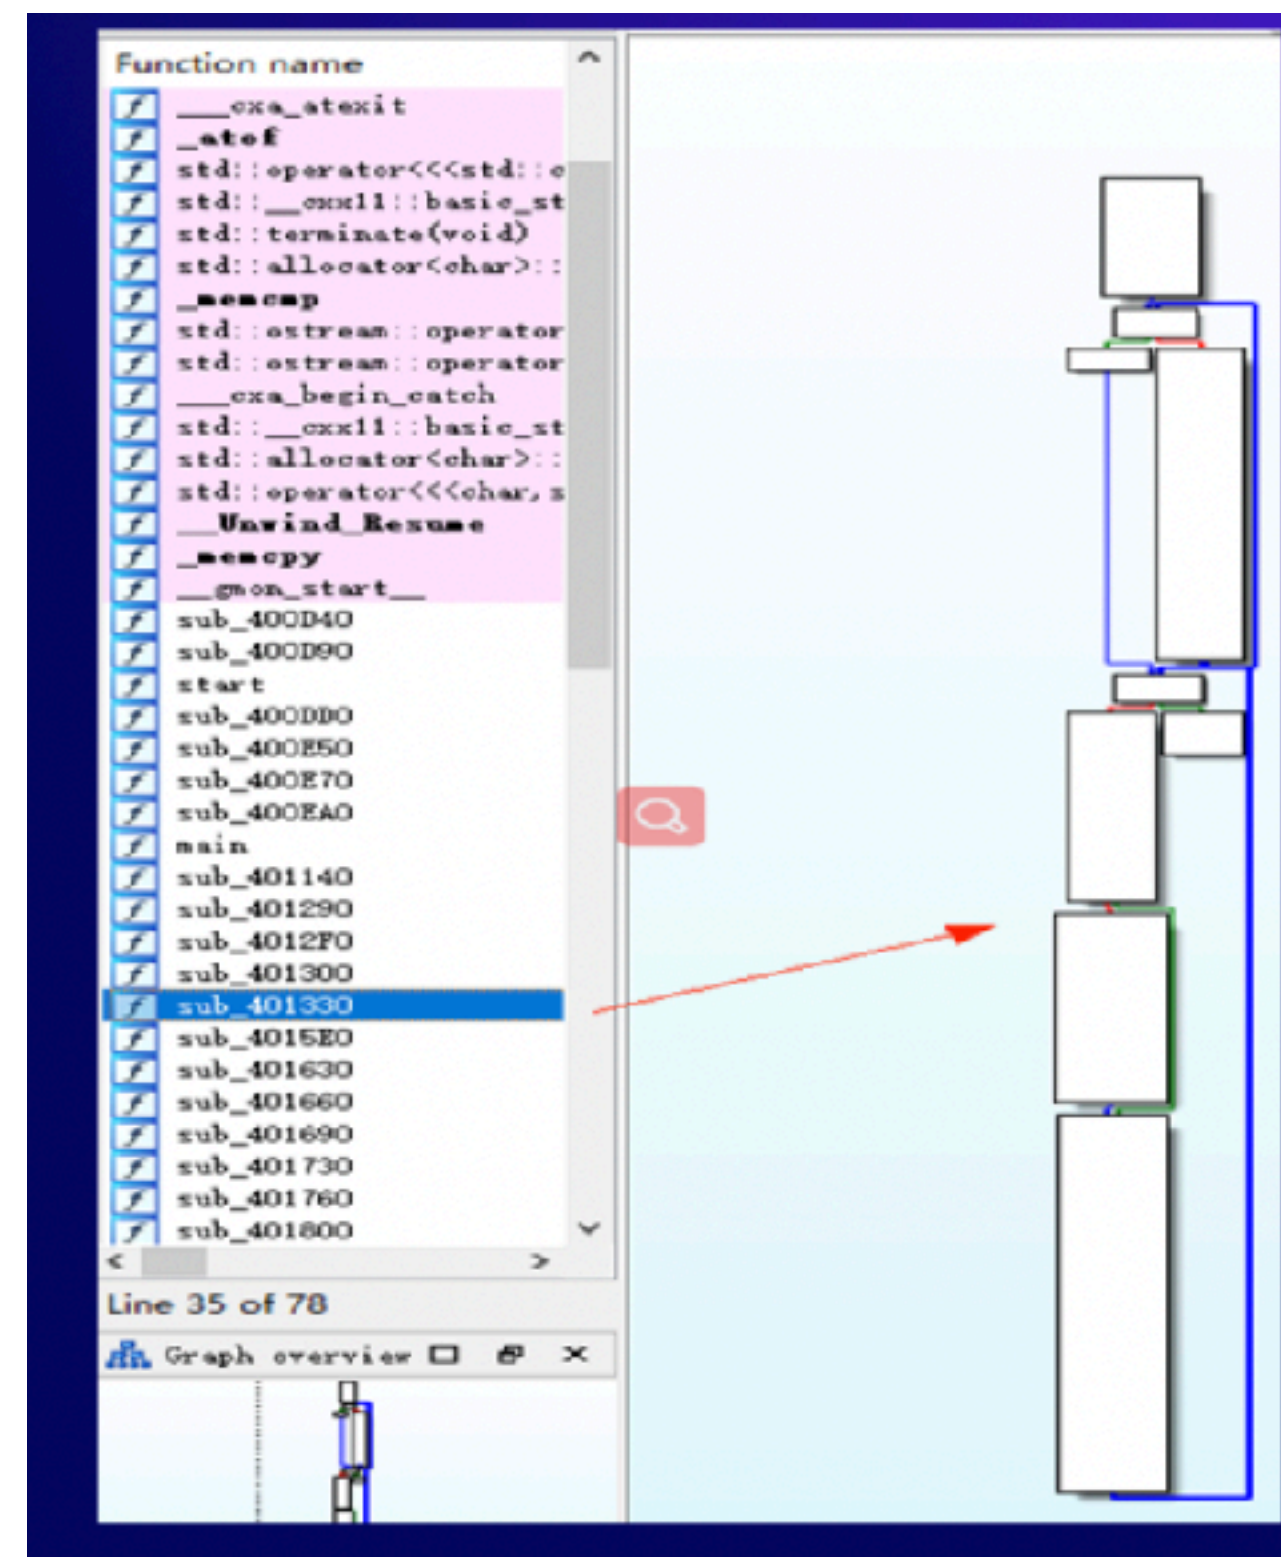 Function name
f ___cxa_atexit
f _atof
f std::operator<<<std::c
f std::__cxx11::basic_st
f std::terminate(void)
f std::allocator<char>::
f _memcmp
f std::ostream::operator
f std::ostream::operator
f ___cxa_begin_catch
f std::__cxx11::basic_st
f std::allocator<char>::
f std::operator<<<char,s
f __Unwind_Resume
f _memcpy
f __gmon_start__
f sub_400D40
f sub_400D90
f start
f sub_400DD0
f sub_400E50
f sub_400E70
f sub_400EA0
f main
f sub_401140
f sub_401290
f sub_4012F0
f sub_401300
f sub_401330
f sub_4015E0
f sub_401630
f sub_401660
f sub_401690
f sub_401730
f sub_401760
f sub_401800
Line 35 of 78
Graph overview